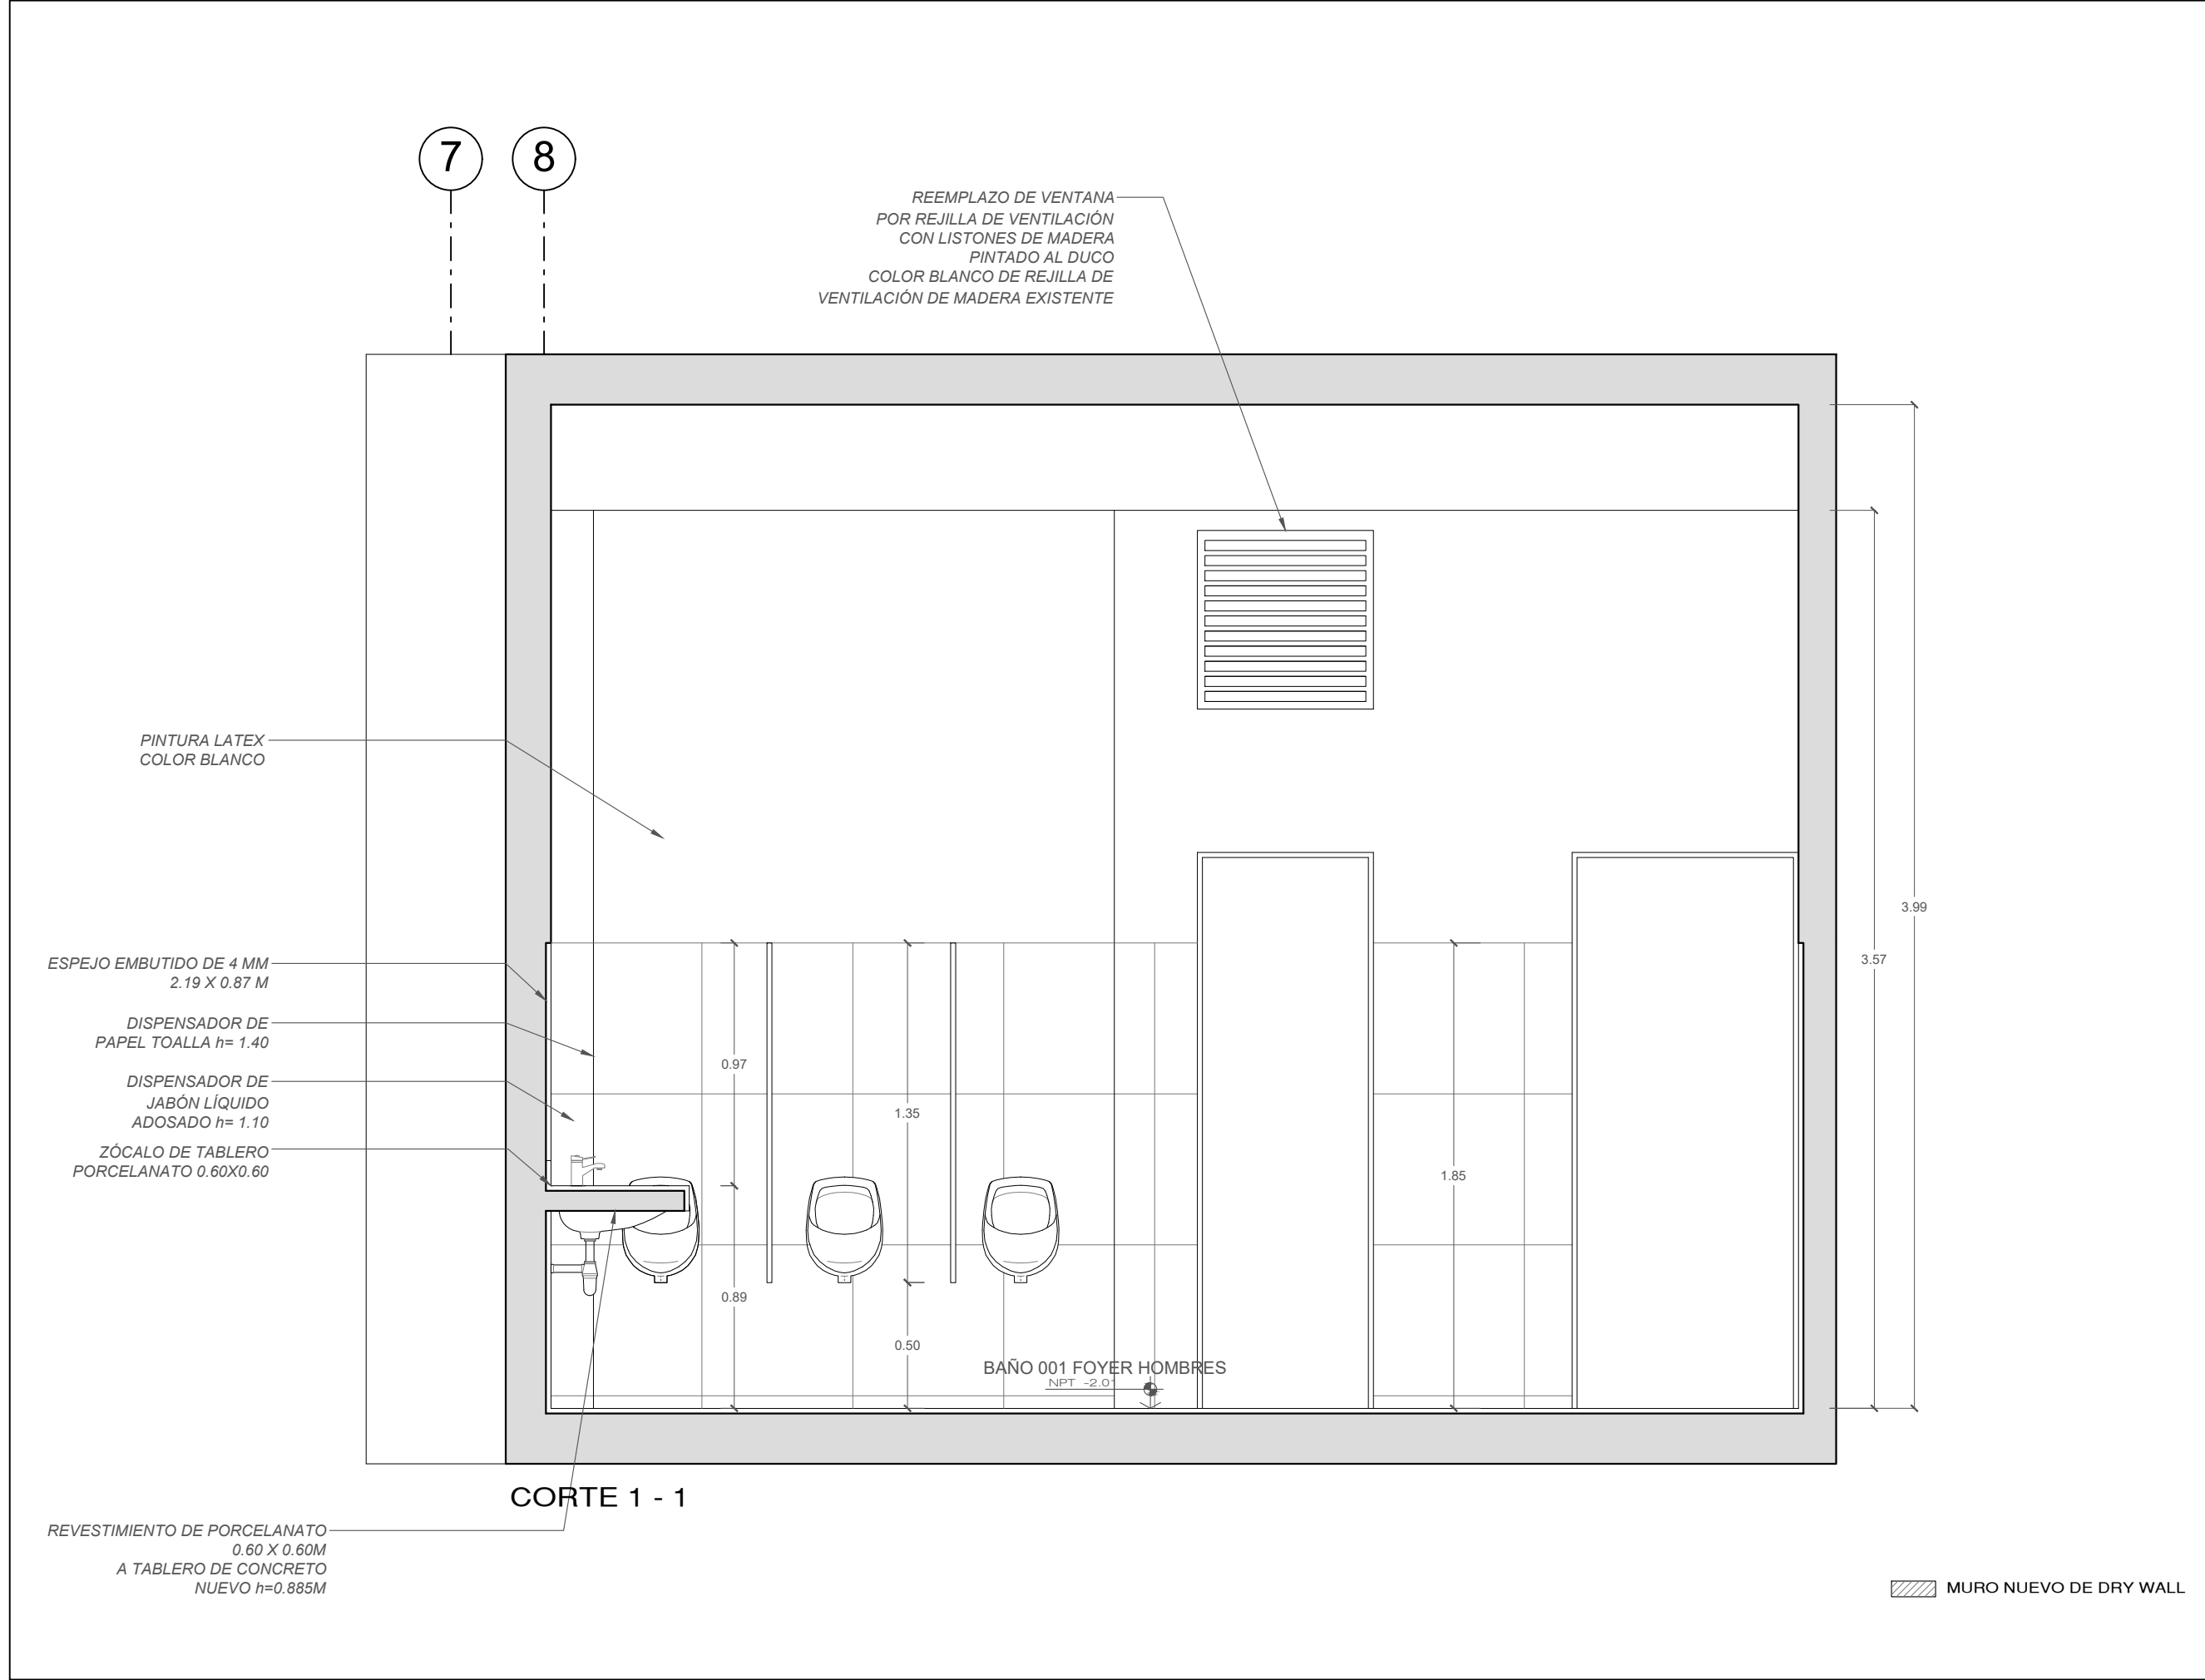 7
8
REEMPLAZO DE VENTANA
POR REJILLA DE VENTILACIÓN
CON LISTONES DE MADERA
PINTADO AL DUCO
COLOR BLANCO DE REJILLA DE
VENTILACIÓN DE MADERA EXISTENTE
PINTURA LATEX
COLOR BLANCO
3.99
3.57
ESPEJO EMBUTIDO DE 4 MM
2.19 X 0.87 M
DISPENSADOR DE
PAPEL TOALLA h= 1.40
DISPENSADOR DE
JABÓN LÍQUIDO
ADOSADO h= 1.10
ZÓCALO DE TABLERO
PORCELANATO 0.60X0.60
0.97
1.35
1.85
0.89
0.50
BAÑO 001 FOYER HOMBRES
NPT
CORTE 1 - 1
REVESTIMIENTO DE PORCELANATO
0.60 X 0.60M
A TABLERO DE CONCRETO
NUEVO h=0.885M
MURO NUEVO DE DRY WALL